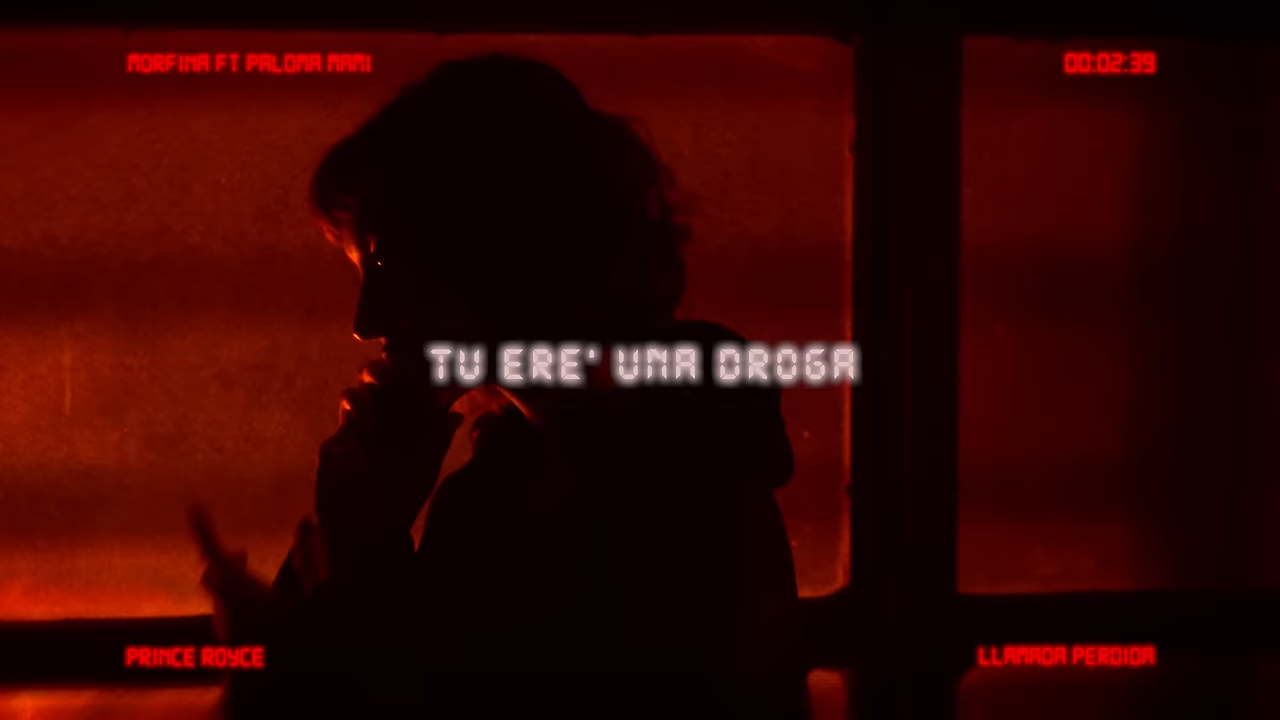 MORFINA FT PALOMA MAMI
00:02:39
TU ERE' UNA DROGA
PRINCE ROYCE
LLAMADA PERDIDA